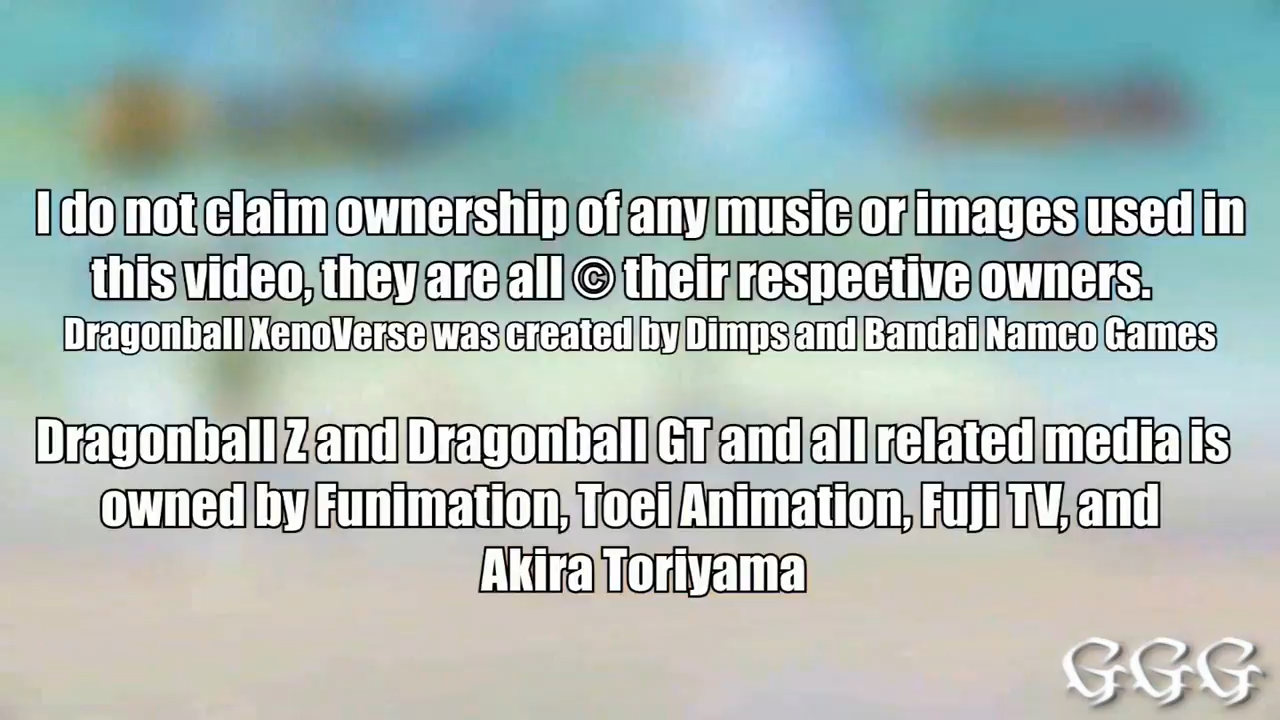 I do not claim ownership of any music or images used in
this video, they are all © their respective owners.
Dragonball XenoVerse was created by Dimps and Bandai Namco Games
Dragonball Z and Dragonball GT and all related media is
owned by Funimation, Toei Animation, Fuji TV, and
Akira Toriyama
GGG